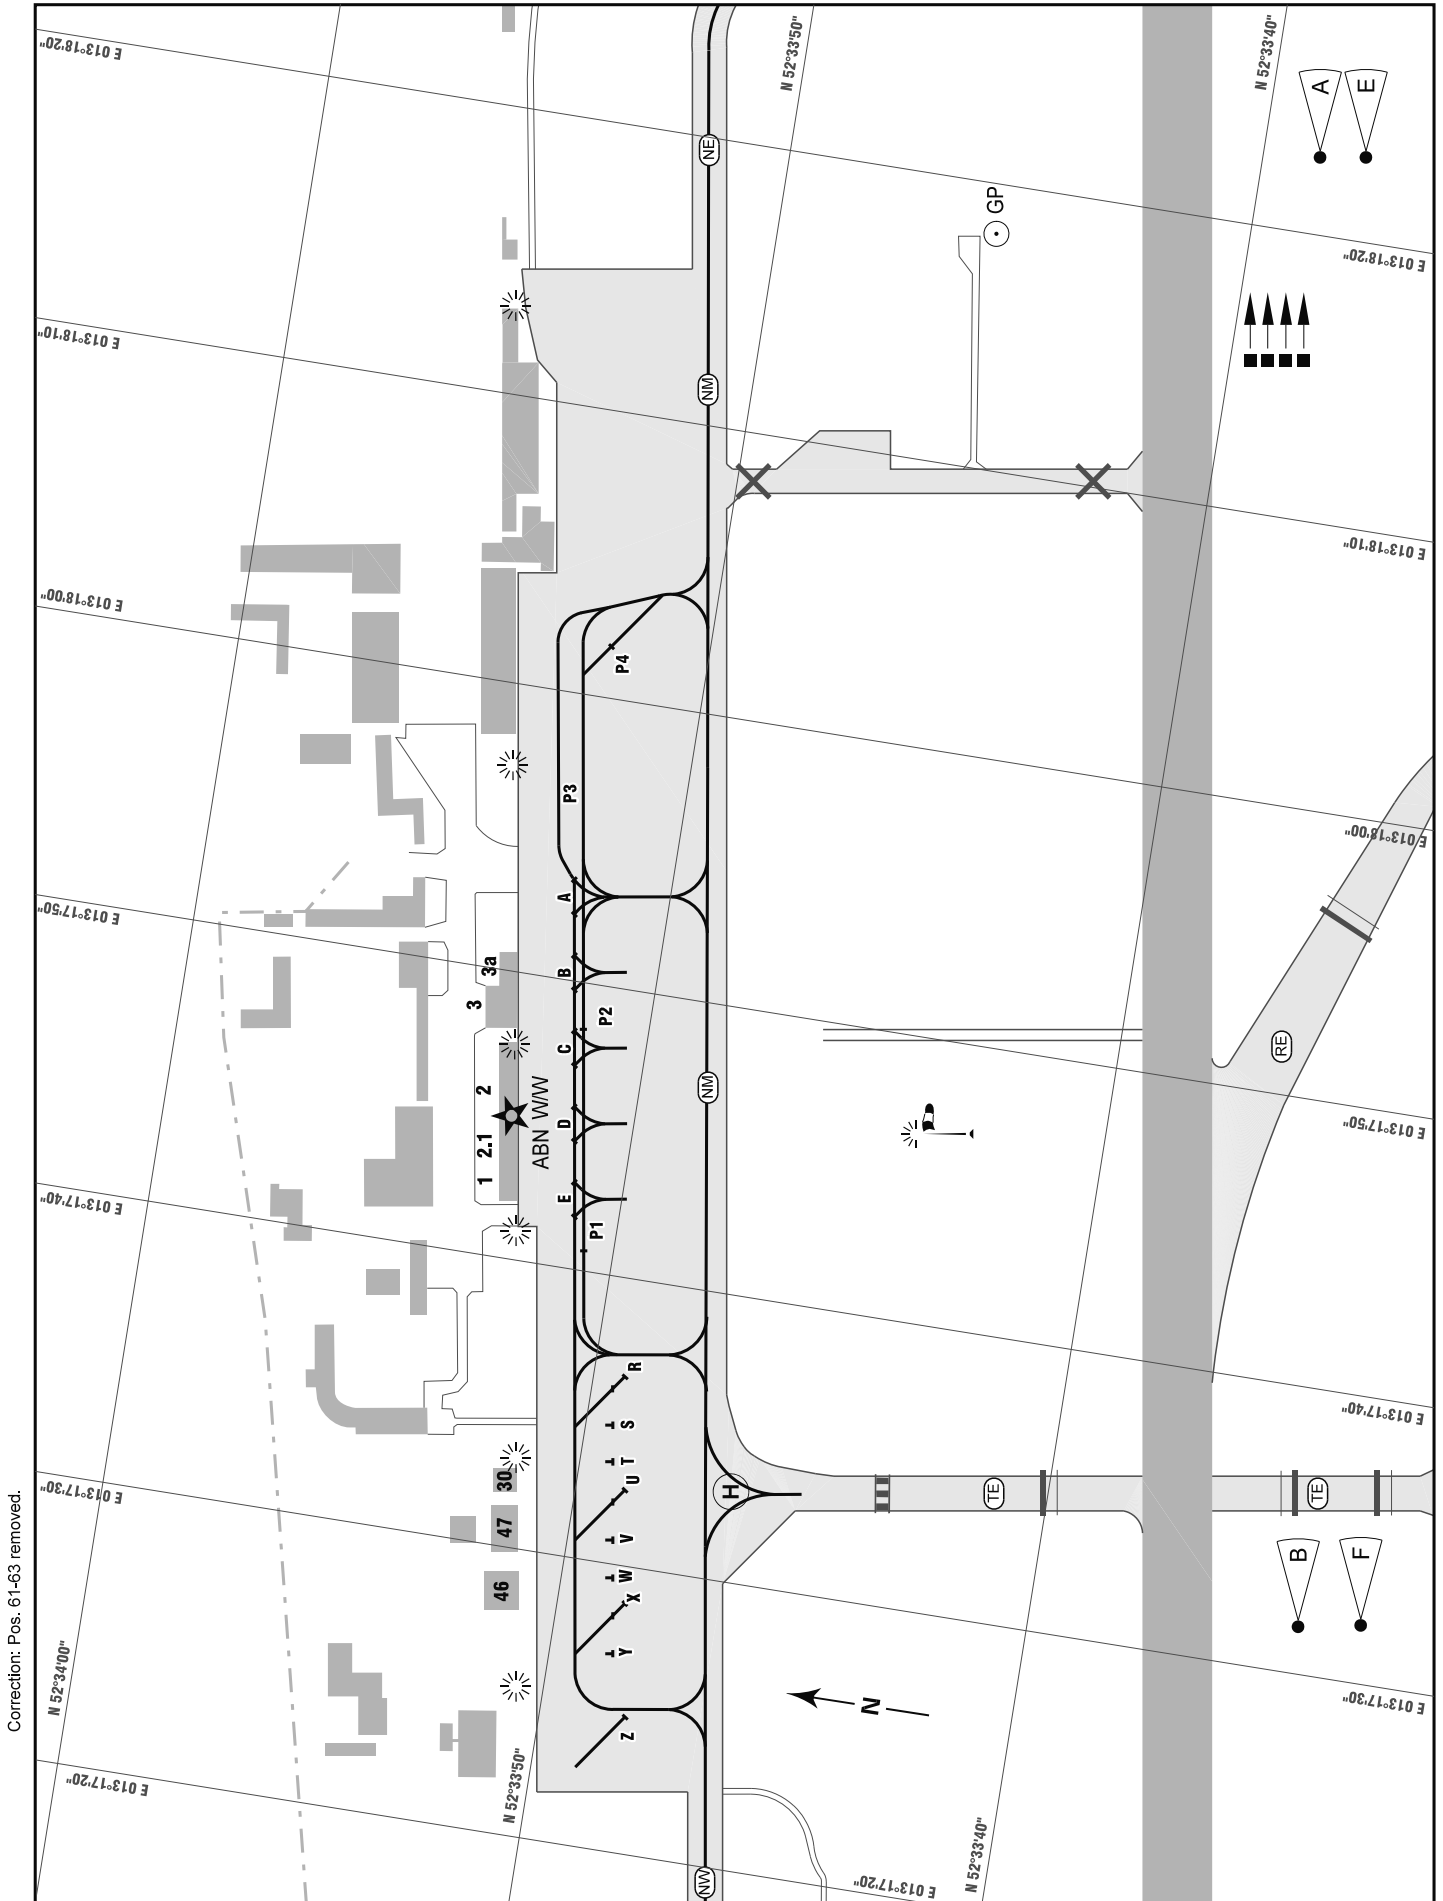 Correction: Pos. 61-63 removed.
E 013°18'20"
E 013°18'10"
E 013°18'00"
E 013°17'50"
E 013°17'40"
E 013°17'30"
E 013°17'20"
N 52°34'00"
N 52°33'50"
N 52°33'40"
N 52°33'50"
N 52°33'40"
E 013°18'20"
E 013°18'10"
E 013°18'00"
E 013°17'50"
E 013°17'40"
E 013°17'30"
E 013°17'20"
NE
NM
NM
NW
GP
A
E
B
F
P4
P3
A
B
P2
C
D
E
P1
R
S
T
U
V
W
X
Y
Z
3a
3
2
2.1
1
ABN W/W
30
47
46
H
TE
TE
RE
N